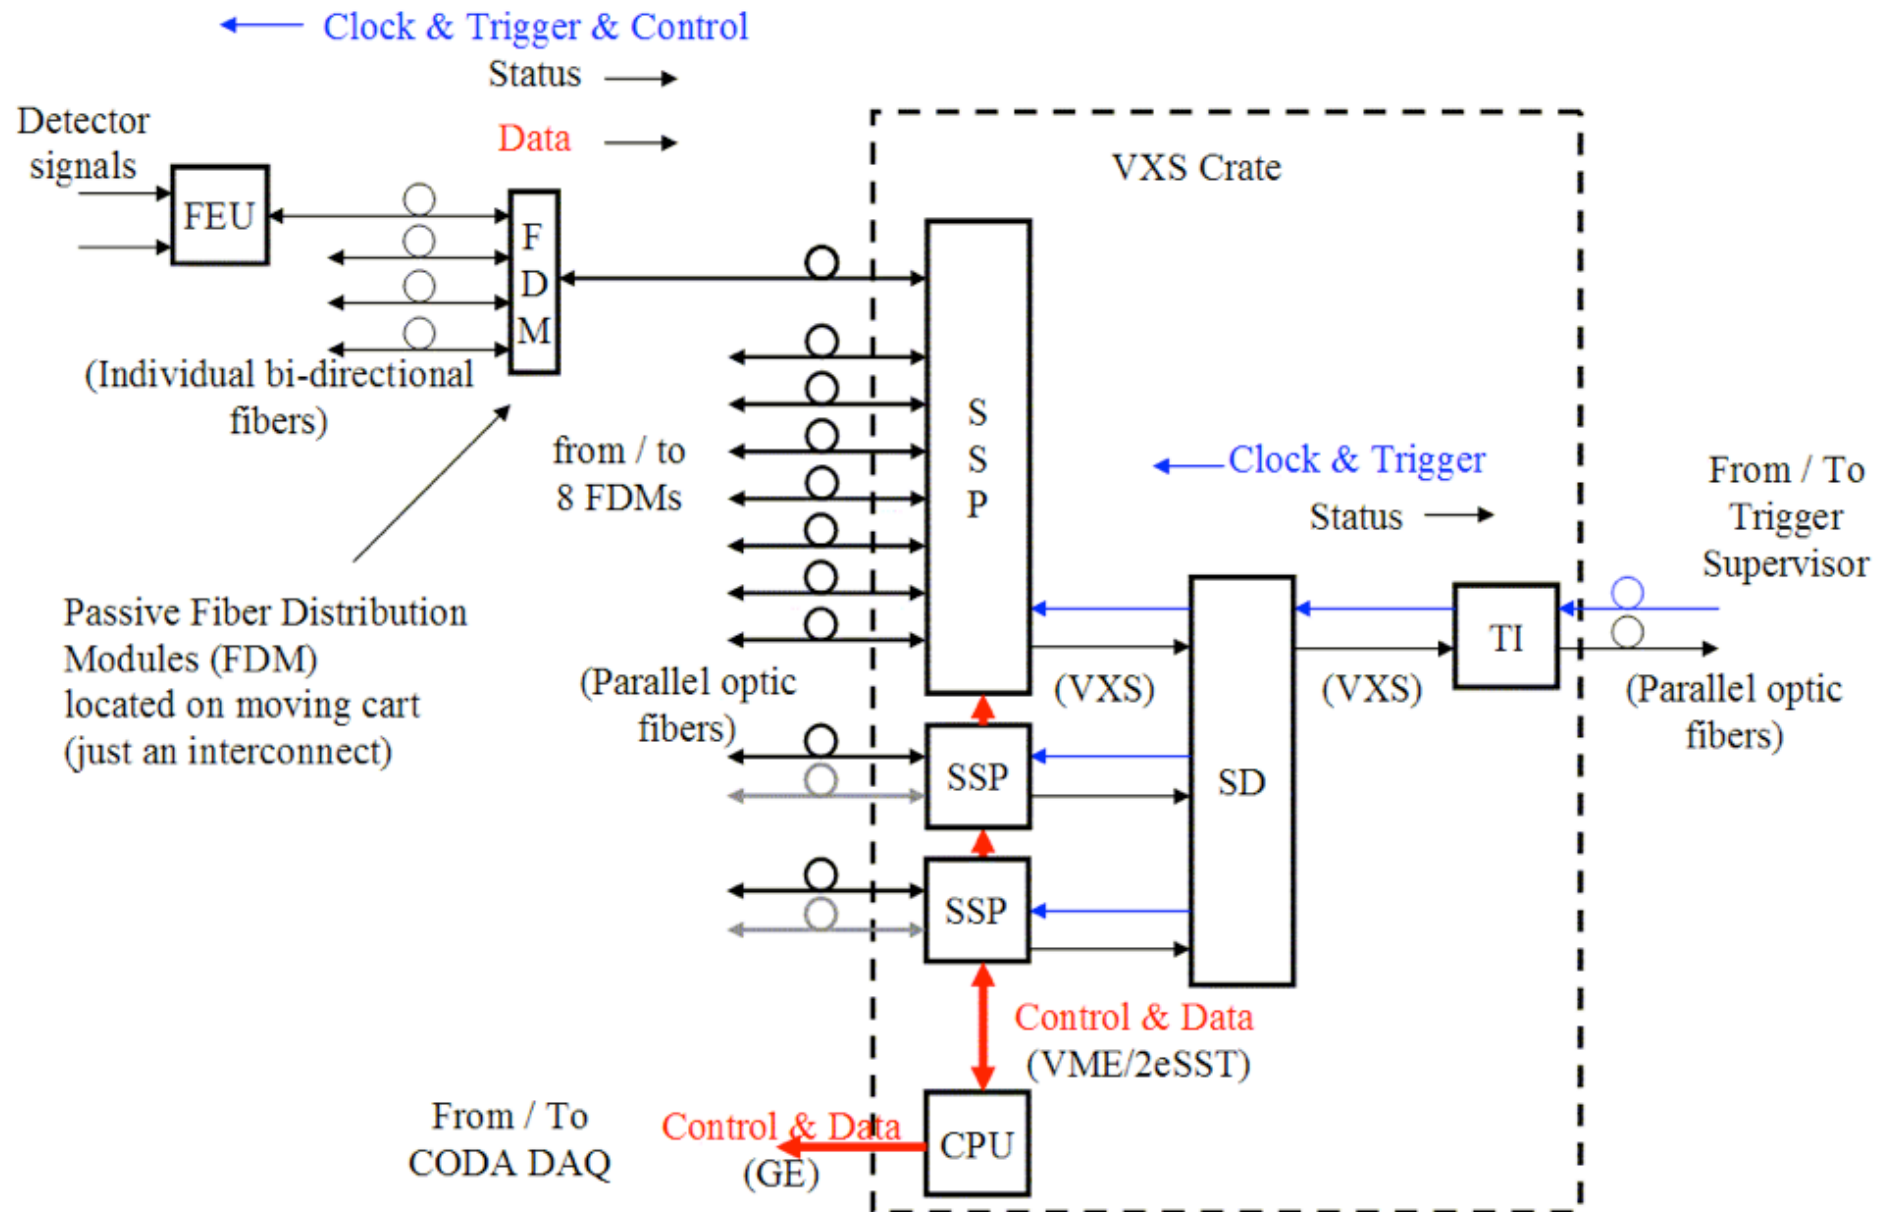 Clock & Trigger & Control
Status
Data
Detector
signals
FEU
F
D
M
(Individual bi-directional
fibers)
from / to
8 FDMs
Passive Fiber Distribution
Modules (FDM)
located on moving cart
(just an interconnect)
(Parallel optic
fibers)
VXS Crate
S
S
P
Clock & Trigger
Status
From / To
Trigger
Supervisor
TI
(VXS)
(VXS)
(Parallel optic
fibers)
SSP
SD
SSP
Control & Data
(VME/2eSST)
From / To
CODA DAQ
Control & Data
(GE)
CPU